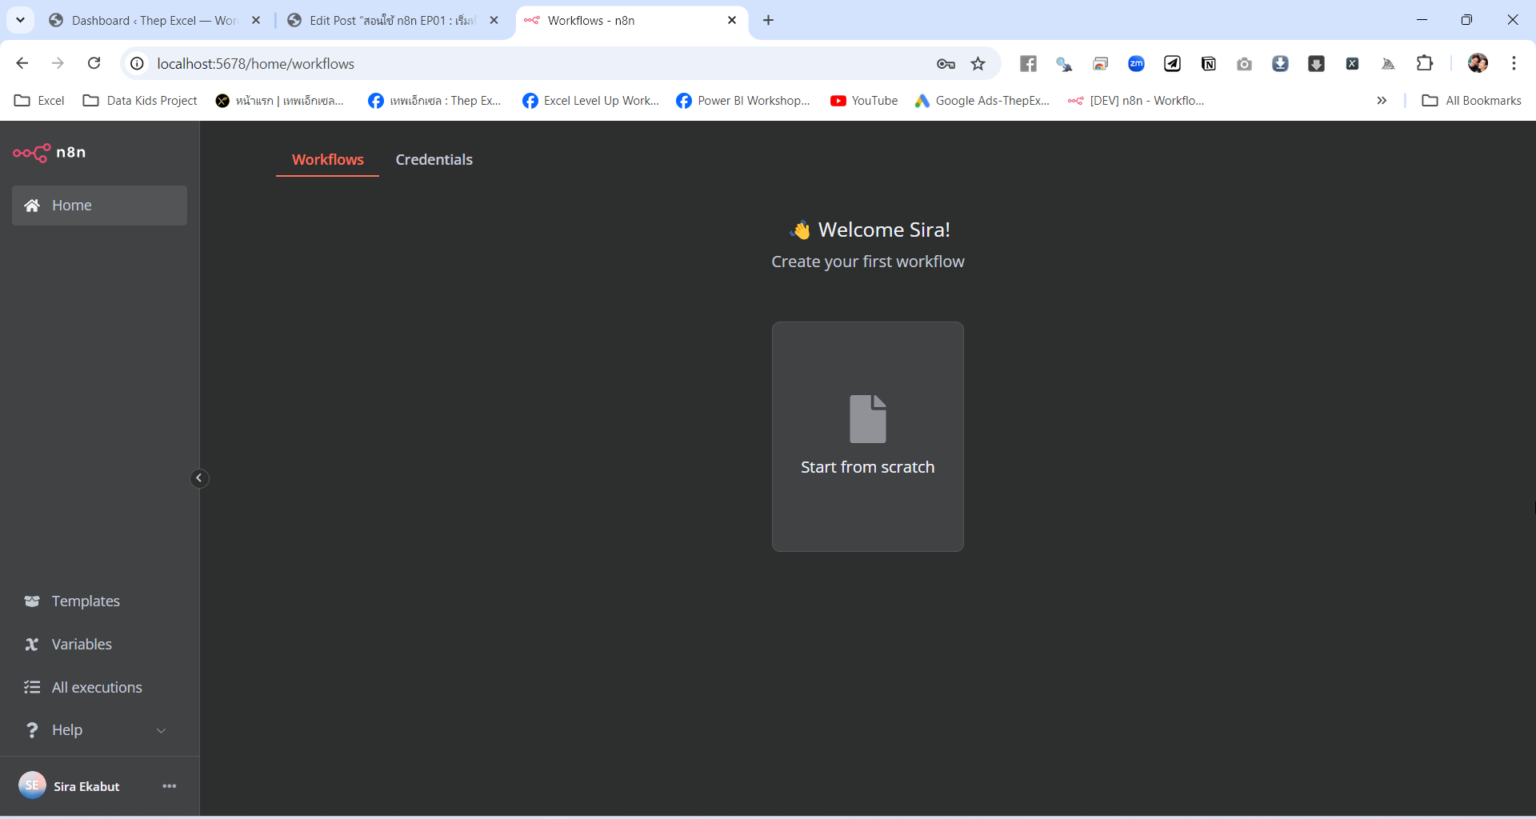 Dashboard ‹ Thep Excel — Wor
Edit Post "สอนใช้ n8n EP01 : เริ่ม
Workflows - n8n
localhost:5678/home/workflows
zm
Excel
Data Kids Project
หน้าแรก | เทพเอ็กเซล...
เทพเอ็กเซล : Thep Ex...
Excel Level Up Work...
Power BI Workshop...
YouTube
Google Ads-ThepEx...
[DEV] n8n - Workflo...
»
All Bookmarks
n8n
Workflows
Credentials
Home
👋 Welcome Sira!
Create your first workflow
Start from scratch
Templates
Variables
All executions
? Help
SE Sira Ekabut